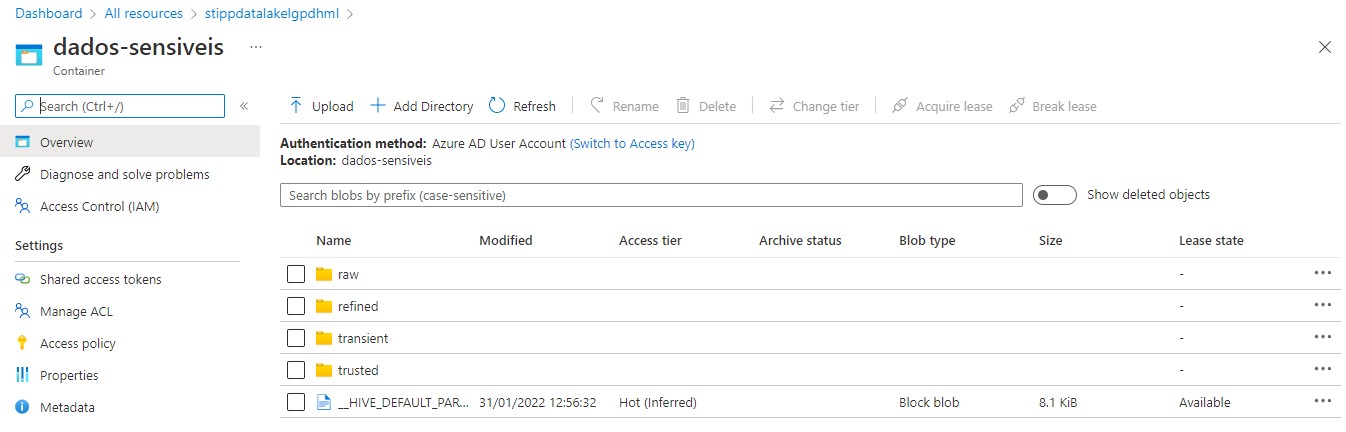 Dashboard > All resources > stippdatalakelgpdhml >
dados-sensiveis ...
Container
Search (Ctrl+/) «
Overview
Diagnose and solve problems
Access Control (IAM)
Settings
Shared access tokens
Manage ACL
Access policy
Properties
Metadata
Upload Add Directory Refresh Rename Delete Change tier Acquire lease Break lease
Authentication method: Azure AD User Account (Switch to Access key)
Location: dados-sensiveis
Search blobs by prefix (case-sensitive) Show deleted objects
Name Modified Access tier Archive status Blob type Size Lease state
raw - ...
refined - ...
transient - ...
trusted - ...
__HIVE_DEFAULT_PAR... 31/01/2022 12:56:32 Hot (Inferred) Block blob 8.1 KiB Available ...